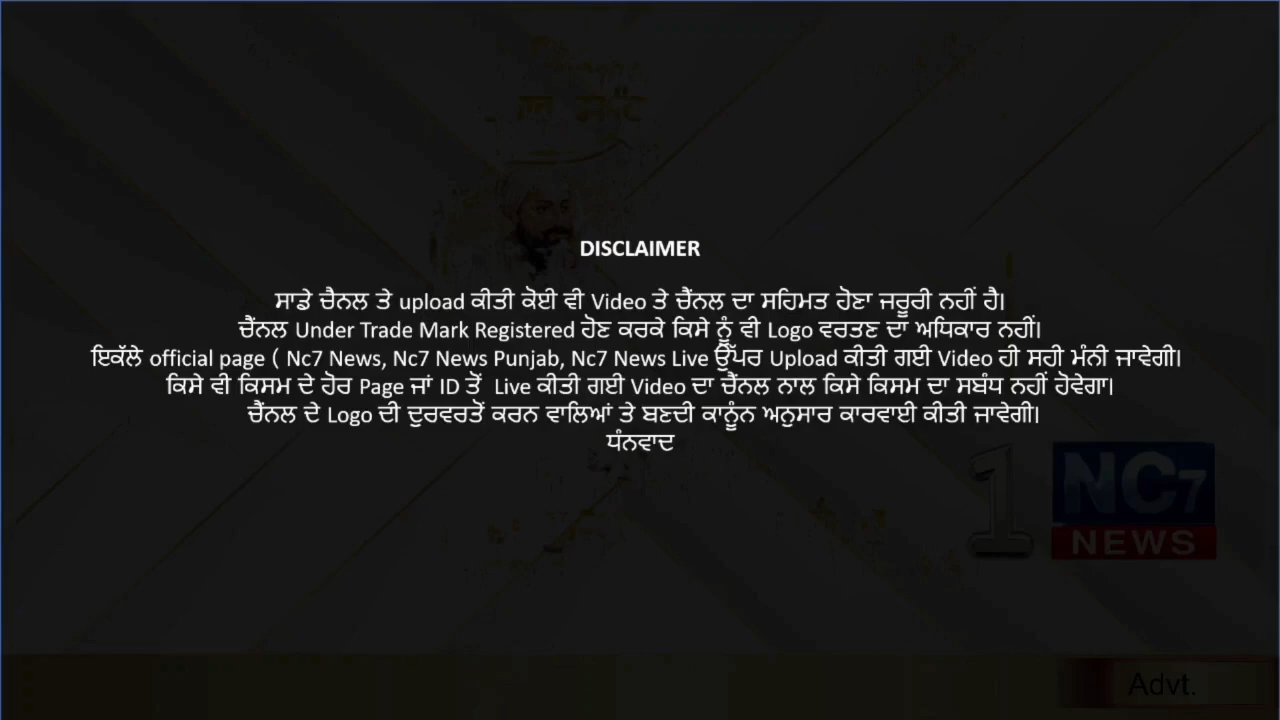 DISCLAIMER
ਸਾਡੇ ਚੈਨਲ ਤੇ upload ਕੀਤੀ ਕੋਈ ਵੀ Video ਤੇ ਚੈਂਨਲ ਦਾ ਸਹਿਮਤ ਹੋਣਾ ਜਰੂਰੀ ਨਹੀਂ ਹੈ।
ਚੈਂਨਲ Under Trade Mark Registered ਹੋਣ ਕਰਕੇ ਕਿਸੇ ਨੂੰ ਵੀ Logo ਵਰਤਣ ਦਾ ਅਧਿਕਾਰ ਨਹੀਂ।
ਇਕੱਲੇ official page ( Nc7 News, Nc7 News Punjab, Nc7 News Live ਉੱਪਰ Upload ਕੀਤੀ ਗਈ Video ਹੀ ਸਹੀ ਮੰਨੀ ਜਾਵੇਗੀ।
ਕਿਸੇ ਵੀ ਕਿਸਮ ਦੇ ਹੋਰ Page ਜਾਂ ID ਤੋਂ Live ਕੀਤੀ ਗਈ Video ਦਾ ਚੈਂਨਲ ਨਾਲ ਕਿਸੇ ਕਿਸਮ ਦਾ ਸਬੰਧ ਨਹੀਂ ਹੋਵੇਗਾ।
ਚੈਂਨਲ ਦੇ Logo ਦੀ ਦੁਰਵਰਤੋਂ ਕਰਨ ਵਾਲਿਆਂ ਤੇ ਬਣਦੀ ਕਾਨੂੰਨ ਅਨੁਸਾਰ ਕਾਰਵਾਈ ਕੀਤੀ ਜਾਵੇਗੀ।
ਧੰਨਵਾਦ
1 NC7
NEWS
Advt.